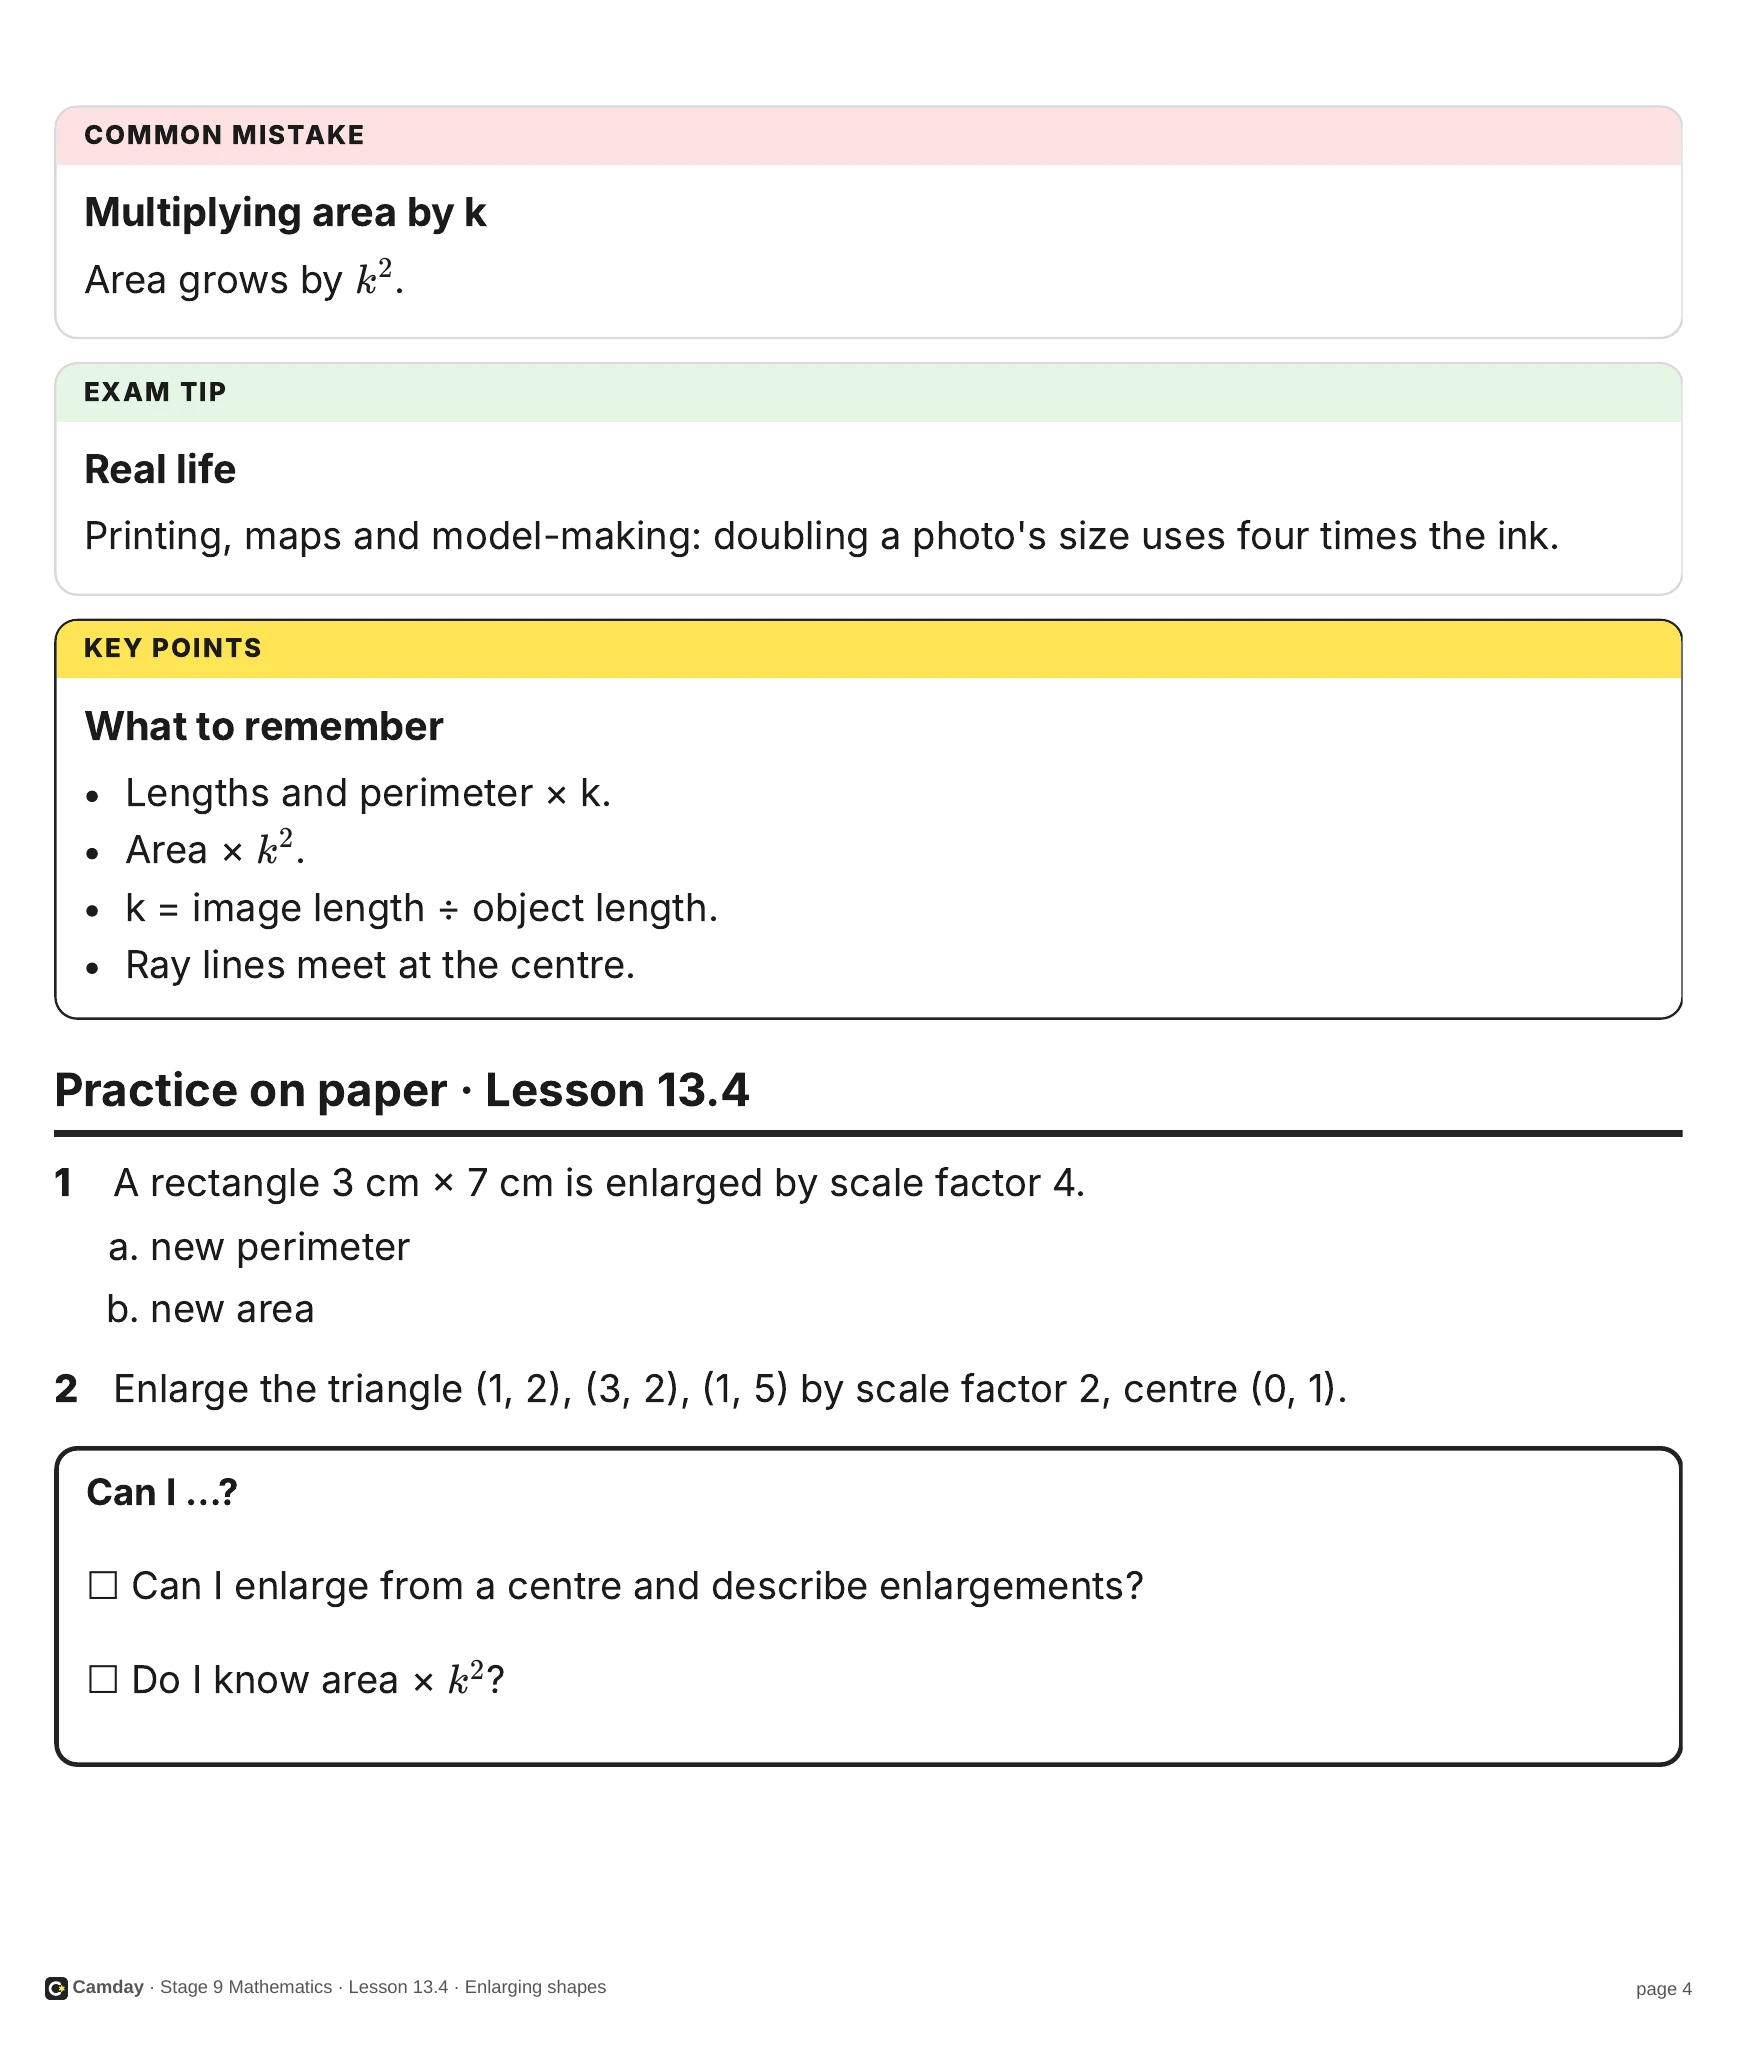 COMMON MISTAKE
Multiplying area by k
Area grows by k².
EXAM TIP
Real life
Printing, maps and model-making: doubling a photo's size uses four times the ink.
KEY POINTS
What to remember
• Lengths and perimeter × k.
• Area × k².
• k = image length ÷ object length.
• Ray lines meet at the centre.
Practice on paper · Lesson 13.4
1 A rectangle 3 cm × 7 cm is enlarged by scale factor 4.
a. new perimeter
b. new area
2 Enlarge the triangle (1, 2), (3, 2), (1, 5) by scale factor 2, centre (0, 1).
Can I ...?
☐ Can I enlarge from a centre and describe enlargements?
☐ Do I know area × k²?
Camday · Stage 9 Mathematics · Lesson 13.4 · Enlarging shapes page 4